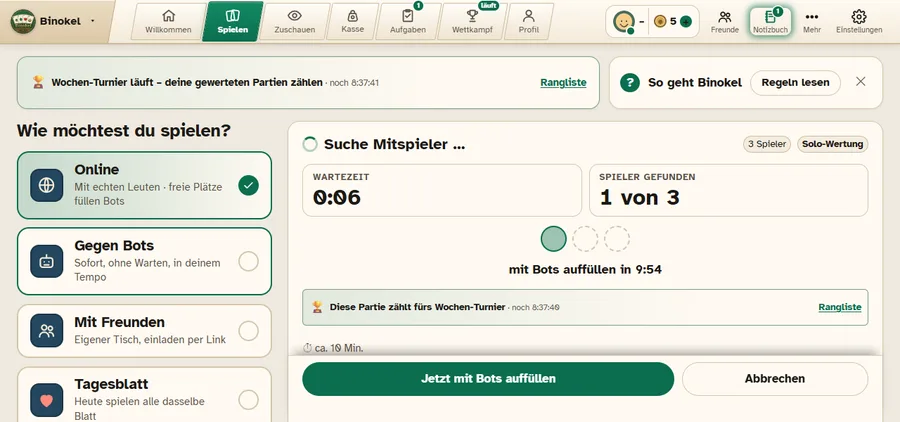 Binokel
Willkommen
Spielen
Zuschauen
Kasse
1
Aufgaben
läuft
Wettkampf
Profil
–
5
Freunde
1
Notizbuch
Mehr
Einstellungen
Wochen-Turnier läuft – deine gewerteten Partien zählen · noch 8:37:41
Rangliste
? So geht Binokel
Regeln lesen
Wie möchtest du spielen?
Online
Mit echten Leuten · freie Plätze
füllen Bots
Gegen Bots
Sofort, ohne Warten, in deinem
Tempo
Mit Freunden
Eigener Tisch, einladen per Link
Tagesblatt
Heute spielen alle dasselbe
Blatt
Suche Mitspieler ...
3 Spieler
Solo-Wertung
WARTEZEIT
0:06
SPIELER GEFUNDEN
1 von 3
mit Bots auffüllen in 9:54
Diese Partie zählt fürs Wochen-Turnier · noch 8:37:40
Rangliste
ca. 10 Min.
Jetzt mit Bots auffüllen
Abbrechen